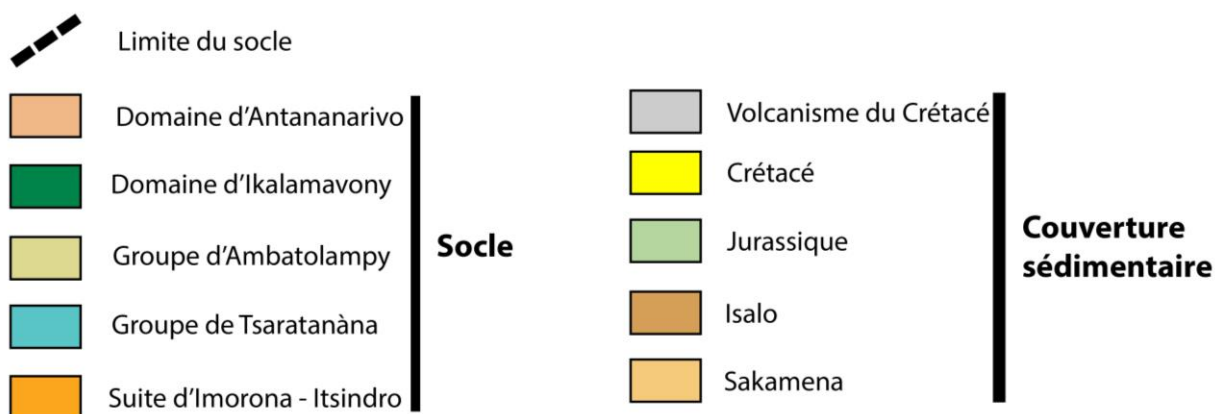 Limite du socle
Domaine d'Antananarivo
Domaine d'Ikalamavony
Groupe d'Ambatolampy
Groupe de Tsaratanàna
Suite d'Imorona - Itsindro
Socle
Volcanisme du Crétacé
Crétacé
Jurassique
Isalo
Sakamena
Couverture
sédimentaire